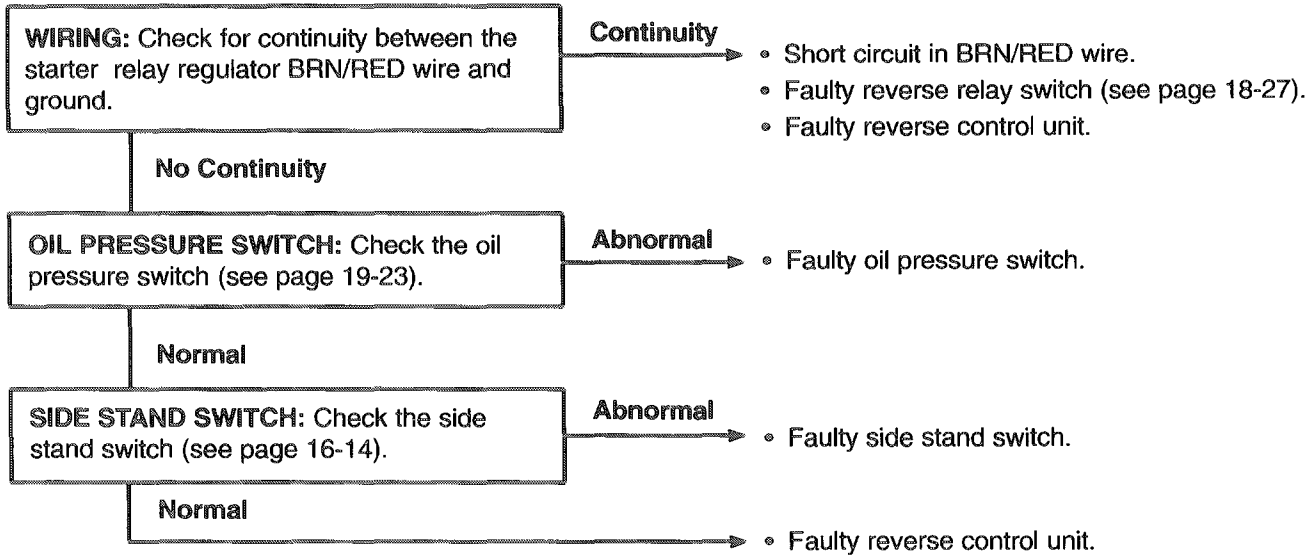 WIRING: Check for continuity between the
starter relay regulator BRN/RED wire and
ground.
Continuity
• Short circuit in BRN/RED wire.
• Faulty reverse relay switch (see page 18-27).
• Faulty reverse control unit.
No Continuity
OIL PRESSURE SWITCH: Check the oil
pressure switch (see page 19-23).
Abnormal
• Faulty oil pressure switch.
Normal
SIDE STAND SWITCH: Check the side
stand switch (see page 16-14).
Abnormal
• Faulty side stand switch.
Normal
• Faulty reverse control unit.